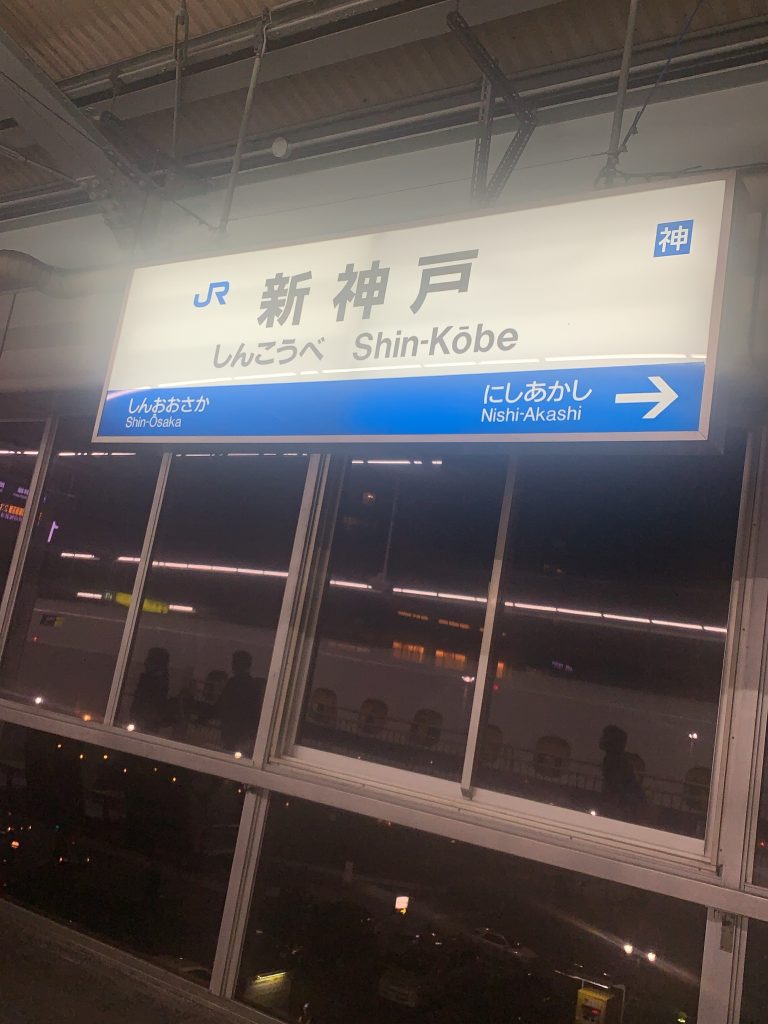 神
JR 新神戸
しんこうべ Shin-Kōbe
しんおおさか
Shin-Ōsaka
にしあかし
Nishi-Akashi